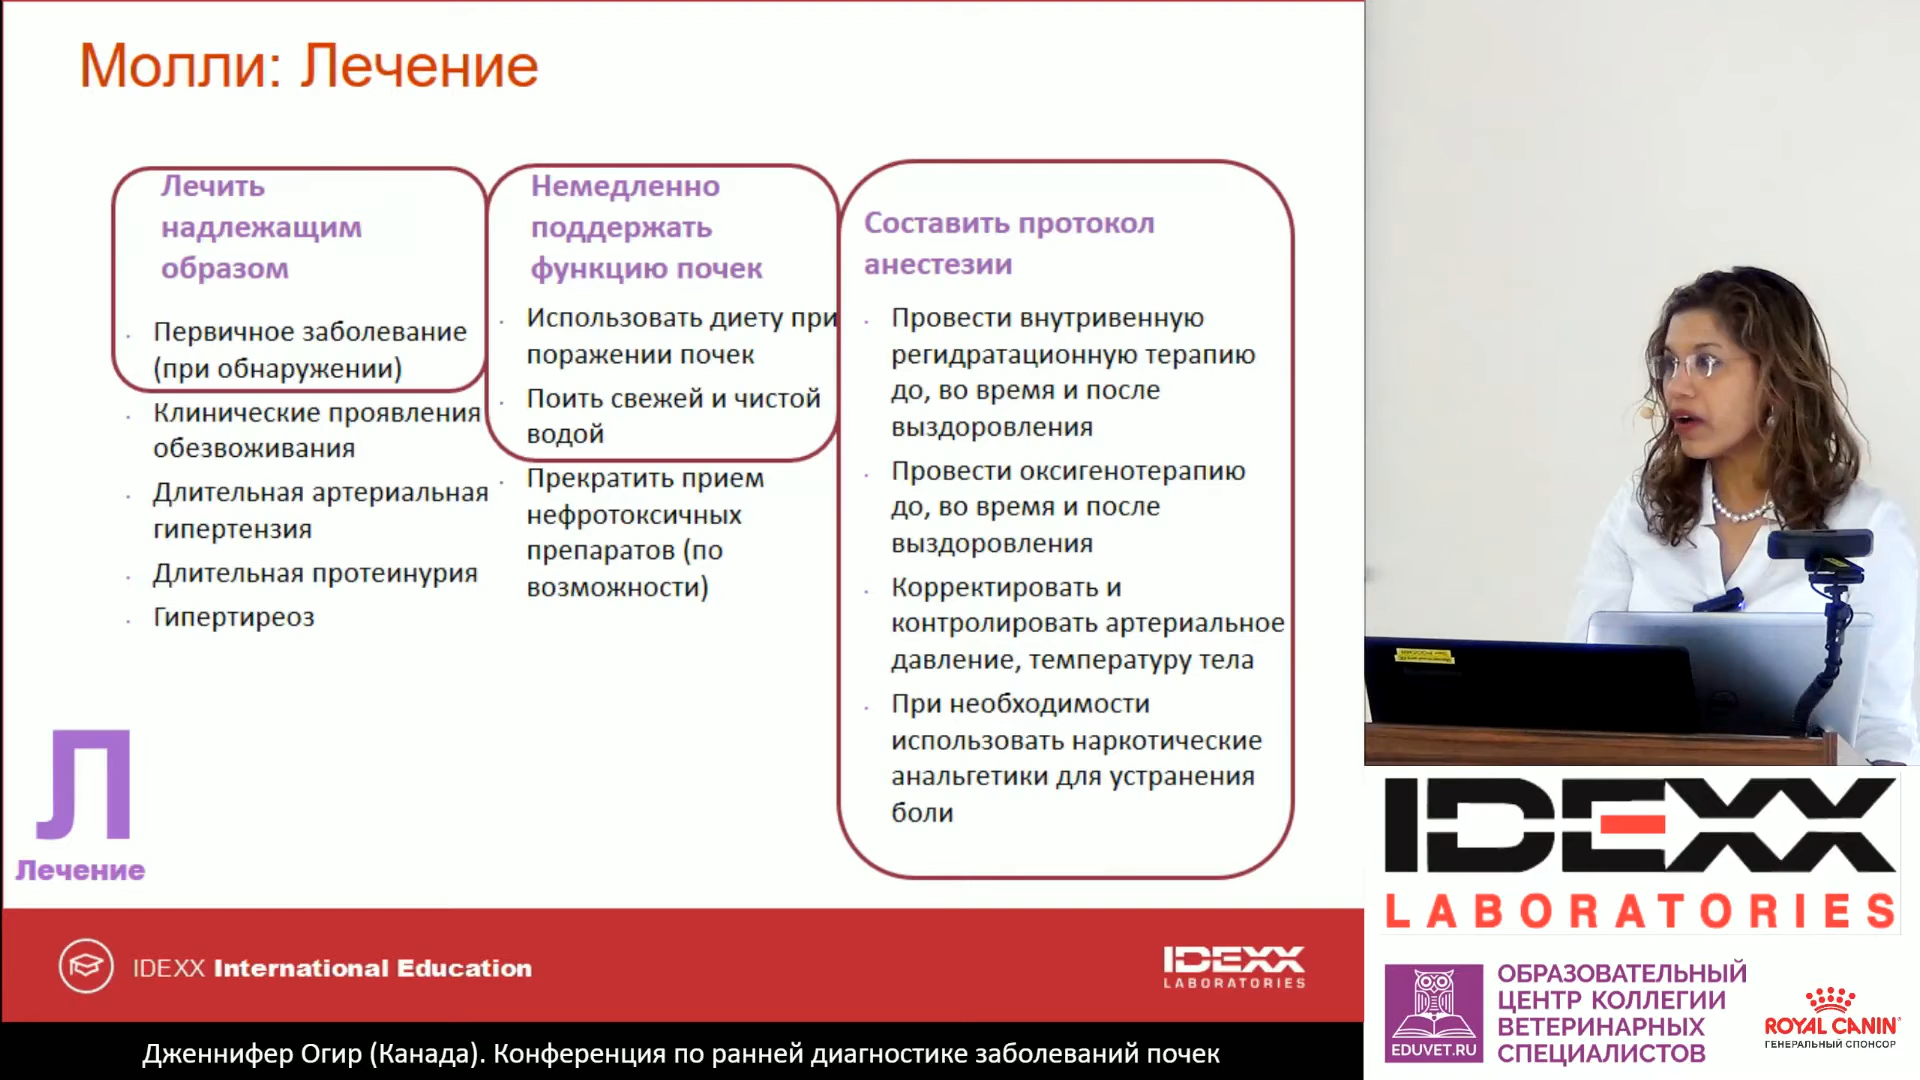 Молли: Лечение
Лечить
надлежащим
образом
Первичное заболевание
(при обнаружении)
Клинические проявления
обезвоживания
Длительная артериальная
гипертензия
Длительная протеинурия
Гипертиреоз
Немедленно
поддержать
функцию почек
Использовать диету при
поражении почек
Поить свежей и чистой
водой
Прекратить прием
нефротоксичных
препаратов (по
возможности)
Составить протокол
анестезии
Провести внутривенную
регидратационную терапию
до, во время и после
выздоровления
Провести оксигенотерапию
до, во время и после
выздоровления
Корректировать и
контролировать артериальное
давление, температуру тела
При необходимости
использовать наркотические
анальгетики для устранения
боли
Л
Лечение
IDEXX International Education
IDEXX
LABORATORIES
Дженнифер Огир (Канада). Конференция по ранней диагностике заболеваний почек
IDEXX
LABORATORIES
EDUVET.RU
ОБРАЗОВАТЕЛЬНЫЙ
ЦЕНТР КОЛЛЕГИИ
ВЕТЕРИНАРНЫХ
СПЕЦИАЛИСТОВ
ROYAL CANIN
ГЕНЕРАЛЬНЫЙ СПОНСОР